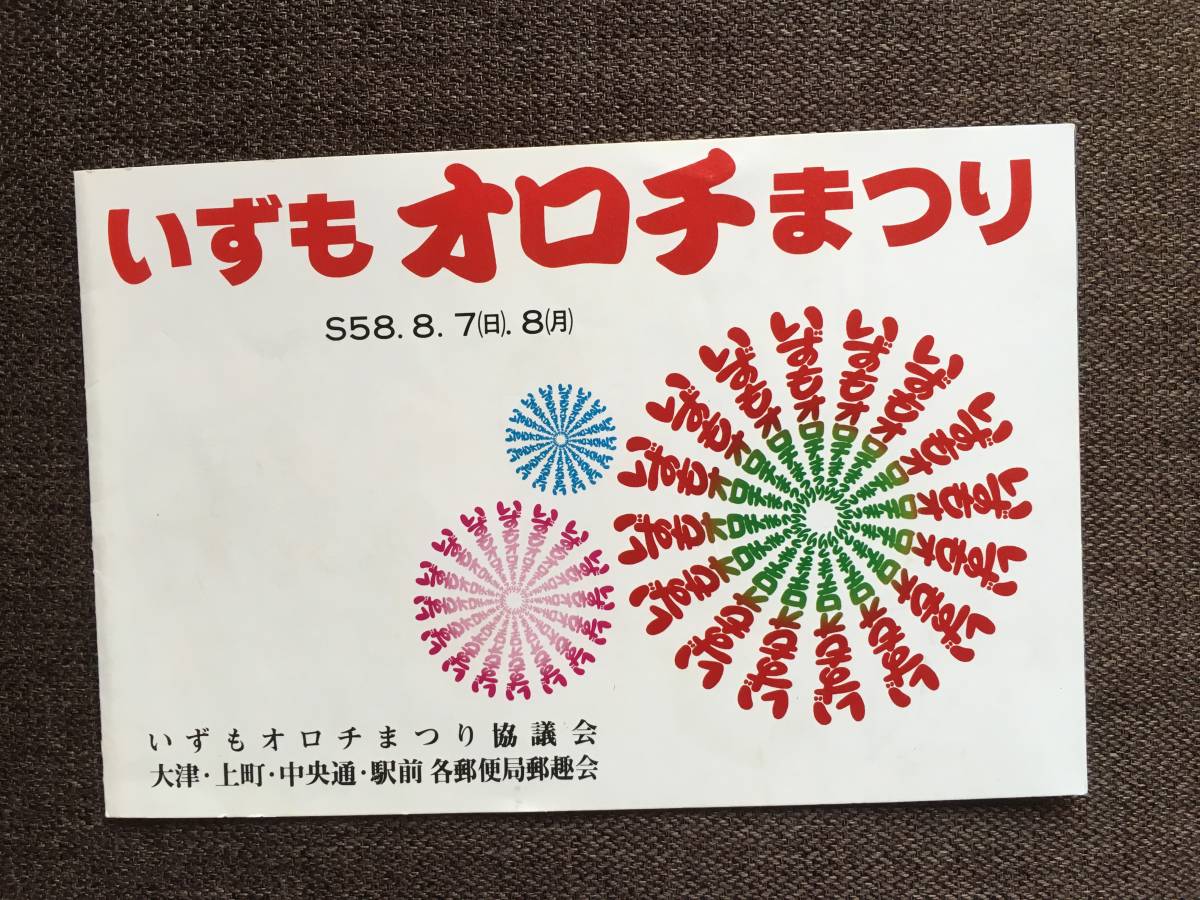 いずもオロチまつり
S58.8.7(日).8(月)
いずもオロチまつり協議会
大津・上町・中央通・駅前 各郵便局郵趣会